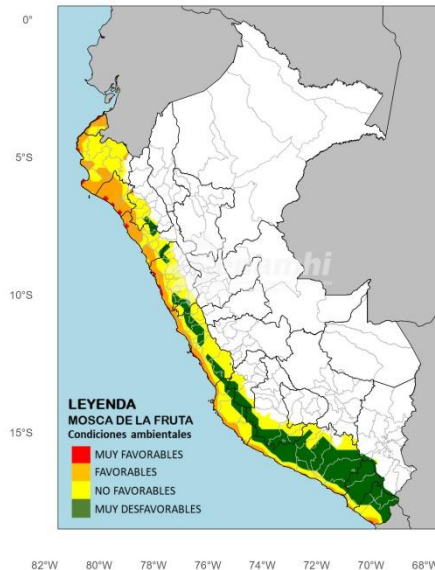 0°
5°S
10°S
15°S
LEYENDA
MOSCA DE LA FRUTA
Condiciones ambientales
MUY FAVORABLES
FAVORABLES
NO FAVORABLES
MUY DESFAVORABLES
82°W 80°W 78°W 76°W 74°W 72°W 70°W 68°W